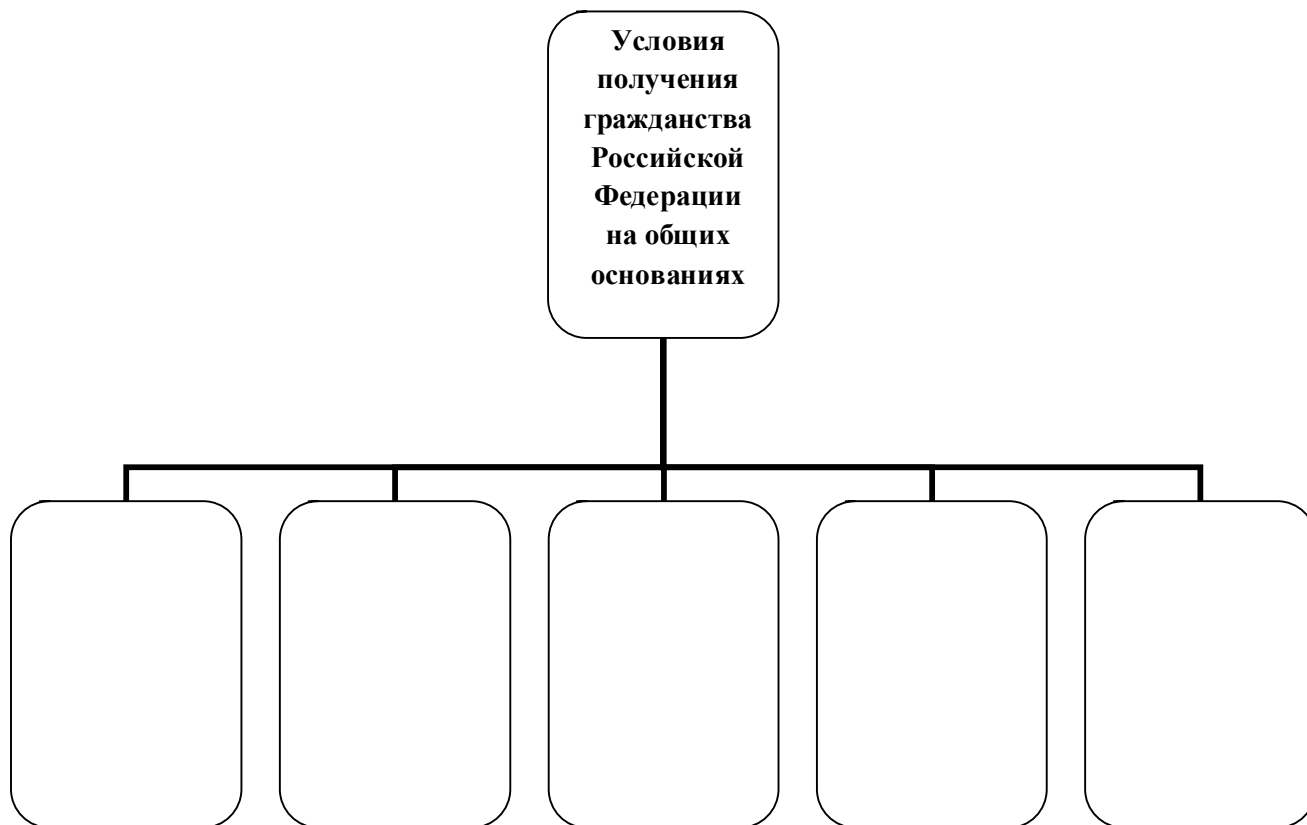 Условия
получения
гражданства
Российской
Федерации
на общих
основаниях